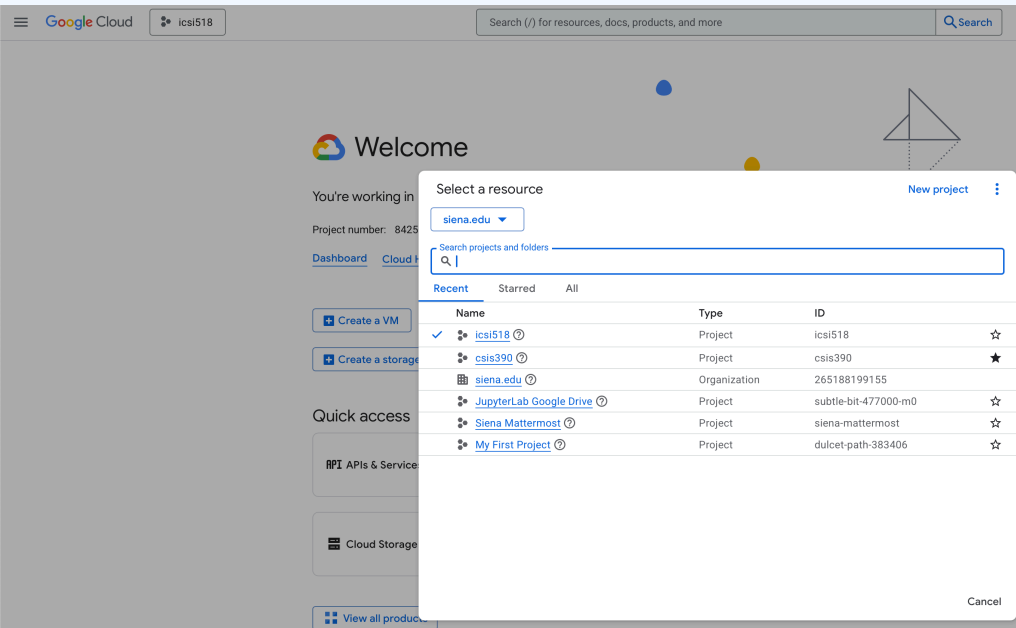 Google Cloud
icsi518
Search (/) for resources, docs, products, and more
Search
Welcome
You're working in
Project number: 8425
Dashboard
Cloud
Create a VM
Create a storage
Quick access
API APIs & Service
Cloud Storage
View all products
Select a resource
New project
siena.edu
Search projects and folders
Recent Starred All
Name Type ID
icsi518 Project icsi518
csis390 Project csis390
siena.edu Organization 265188199155
JupyterLab Google Drive Project subtle-bit-477000-m0
Siena Mattermost Project siena-mattermost
My First Project Project dulcet-path-383406
Cancel